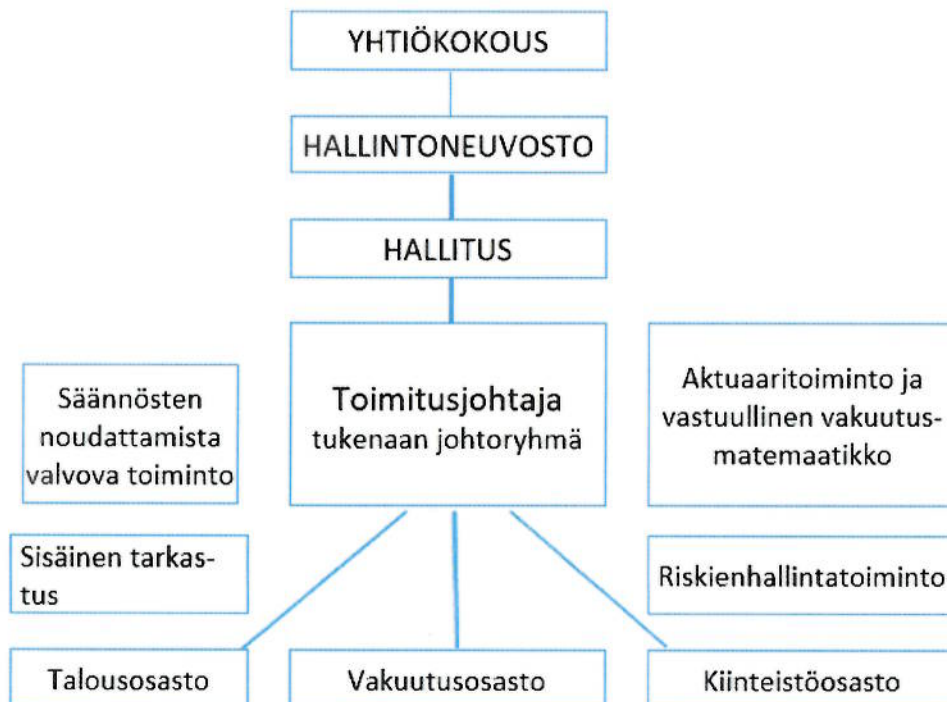 YHTIÖKOKOUS
HALLINTONEUVOSTO
HALLITUS
Toimitusjohtaja
tukenaan johtoryhmä
Säännösten
noudattamista
valvova toiminto
Aktuaaritoiminto ja
vastuullinen vakuutus-
matemaatikko
Sisäinen tarkas-
tus
Riskienhallintatoiminto
Talousosasto
Vakuutusosasto
Kiinteistöosasto